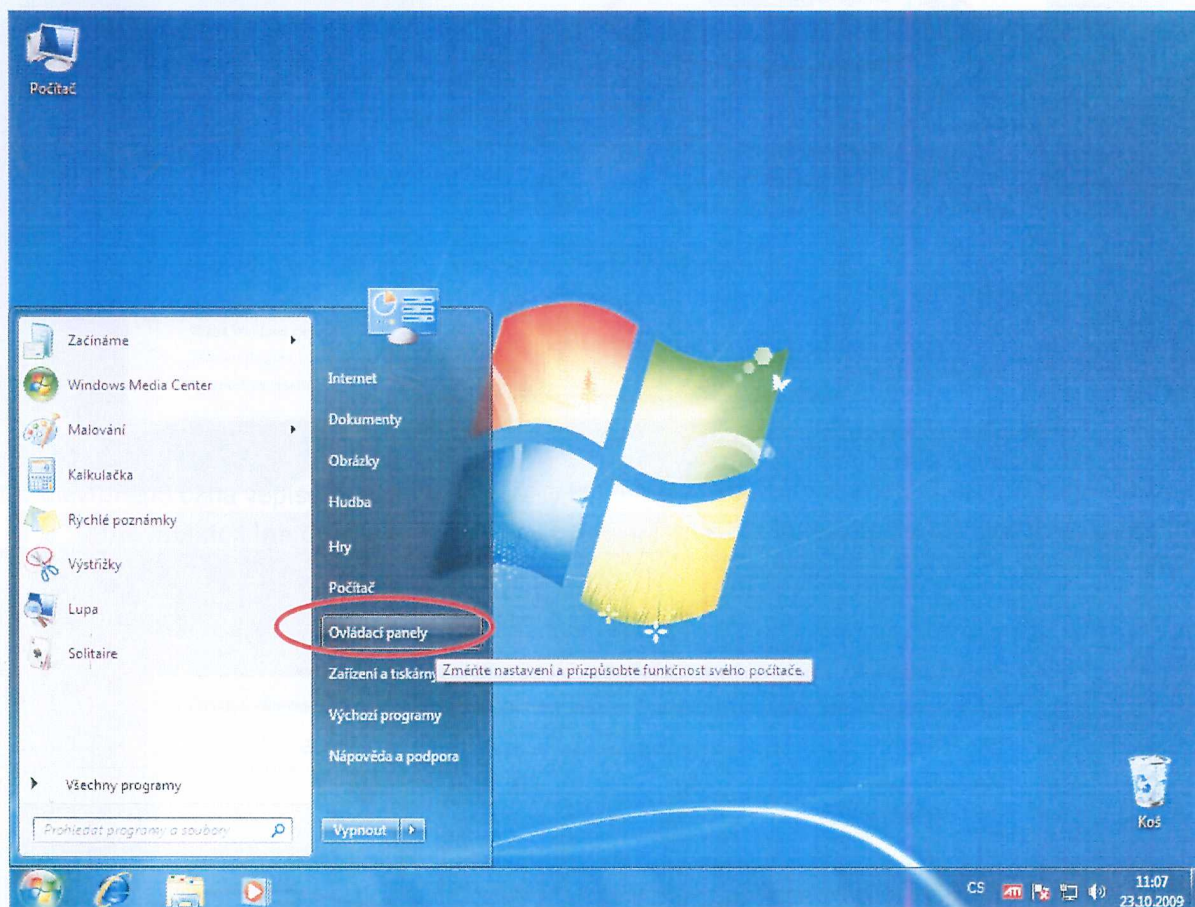 Počítač
Začínáme
Windows Media Center
Malování
Kalkulačka
Rychlé poznámky
Výstřižky
Lupa
Solitaire
Všechny programy
Prohledat programy a soubory
Internet
Dokumenty
Obrázky
Hudba
Hry
Počítač
Ovládací panely
Změňte nastavení a přizpůsobte funkčnost svého počítače.
Zařízení a tiskárny
Výchozí programy
Nápověda a podpora
Vypnout
Koš
CS
ATI
11:07
23.10.2009